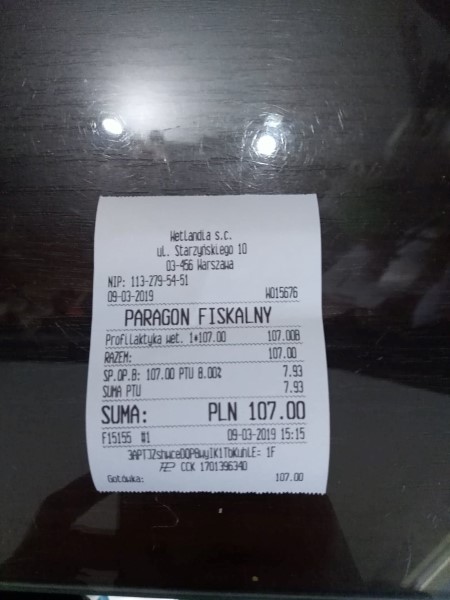 Wetlandia s.c.
ul. Starzyńskiego 10
03-456 Warszawa
NIP: 113-279-54-51
09-03-2019 W015676
PARAGON FISKALNY
Profilaktyka wet. 1*107.00 107.00B
RAZEM: 107.00
SP.OP.B: 107.00 PTU 8.00% 7.93
SUMA PTU 7.93
SUMA: PLN 107.00
F15155 #1 09-03-2019 15:15
CCK 1701396340
Gotówka: 107.00